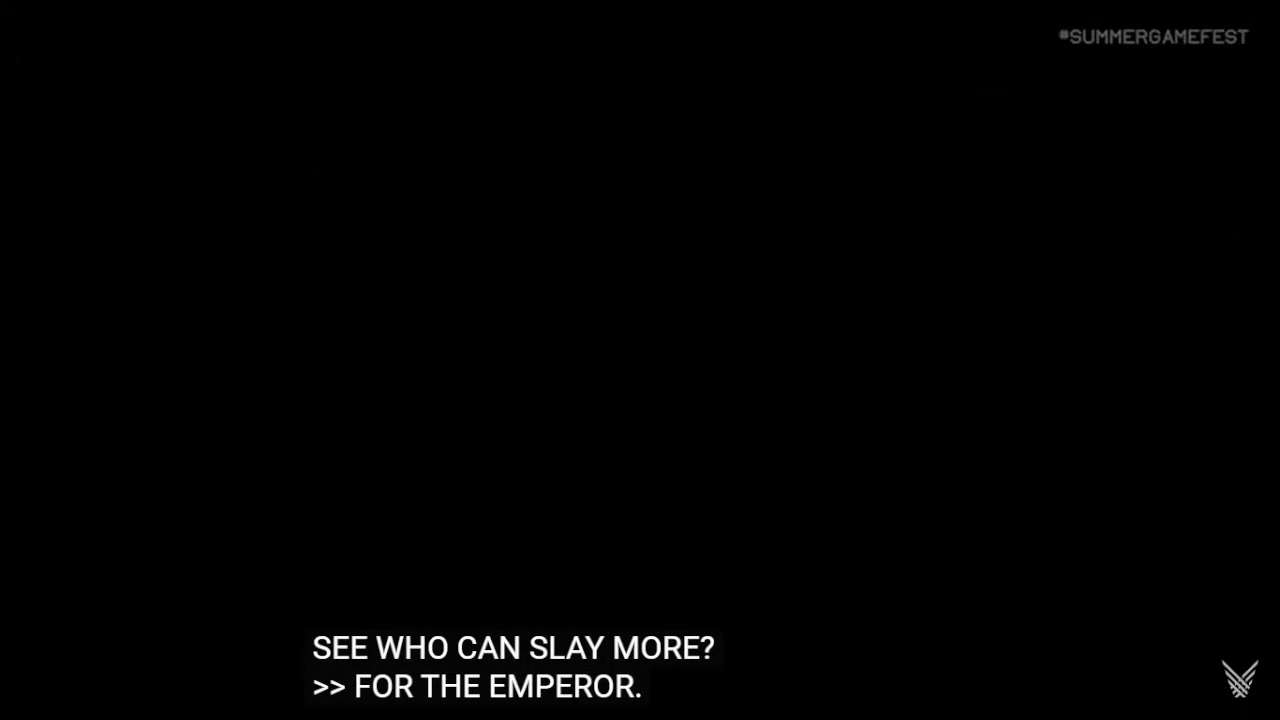 #SUMMERGAMEFEST
SEE WHO CAN SLAY MORE?
>> FOR THE EMPEROR.